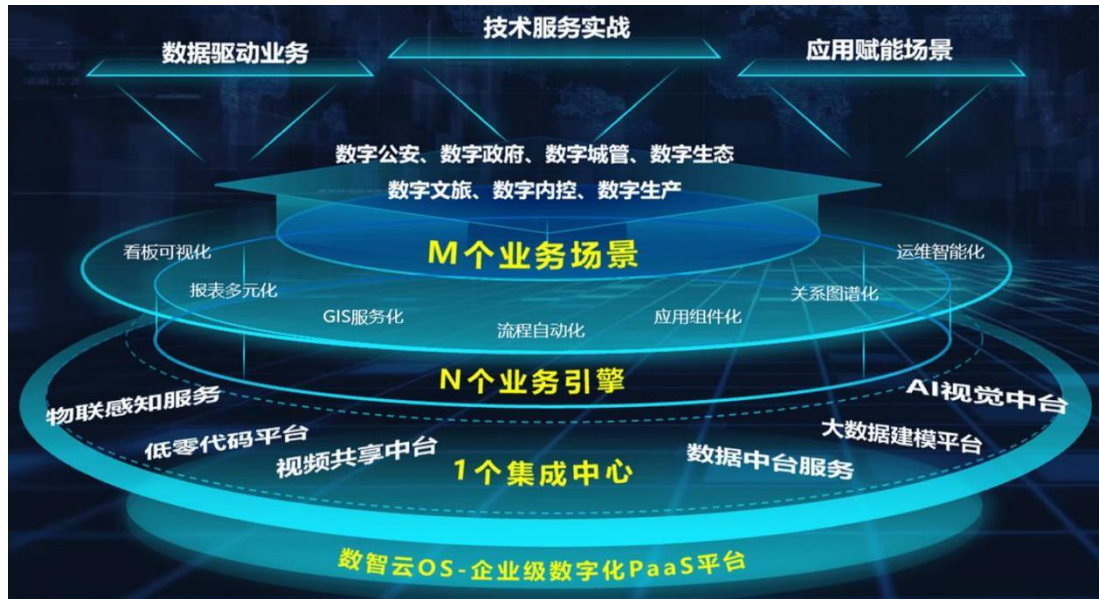 数据驱动业务
技术服务实战
应用赋能场景
数字公安、数字政府、数字城管、数字生态
数字文旅、数字内控、数字生产
M个业务场景
看板可视化
报表多元化
GIS服务化
流程自动化
应用组件化
关系图谱化
运维智能化
N个业务引擎
物联感知服务
低零代码平台
视频共享中台
1个集成中心
数据中台服务
大数据建模平台
AI视觉中台
数智云OS-企业级数字化PaaS平台